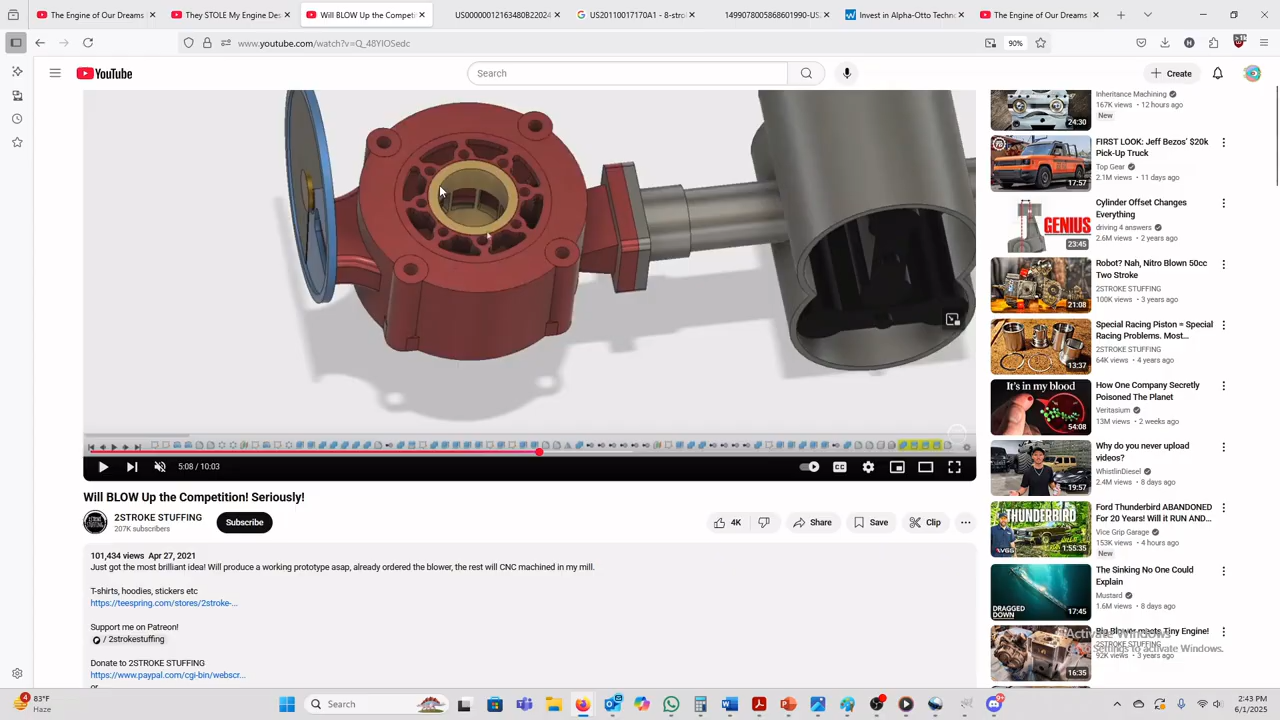 The Engine of Our Dreams
They STOLE My Engine Des
Will BLOW Up the Competi
US20110017170A1 - 8-stro
Invest in Alpha-Otto Techno
The Engine of Our Dreams
www.youtube.com/watch?v=Q_48YIOSedc
90%
YouTube
Search
Create
Inheritance Machining
167K views • 12 hours ago
New
24:30
FIRST LOOK: Jeff Bezos' $20k
Pick-Up Truck
Top Gear
2.1M views • 11 days ago
17:57
Cylinder Offset Changes
Everything
driving 4 answers
2.6M views • 2 years ago
GENIUS
23:45
Robot? Nah, Nitro Blown 50cc
Two Stroke
2STROKE STUFFING
100K views • 3 years ago
21:08
Special Racing Piston = Special
Racing Problems. Most...
2STROKE STUFFING
64K views • 4 years ago
13:37
It's in my blood
How One Company Secretly
Poisoned The Planet
Veritasium
13M views • 2 weeks ago
54:08
Why do you never upload
videos?
WhistlinDiesel
2.4M views • 8 days ago
19:57
THUNDERBIRD
Ford Thunderbird ABANDONED
For 20 Years! Will it RUN AND...
Vice Grip Garage
153K views • 4 hours ago
New
VGG
1:55:35
The Sinking No One Could
Explain
Mustard
1.6M views • 8 days ago
DRAGGED
DOWN
17:45
Big Blower meets Tiny Engine!
2STROKE STUFFING
92K views • 3 years ago
16:35
5:08 / 10:03
CC
Will BLOW Up the Competition! Seriously!
2STROKE STUFFING
207K subscribers
Subscribe
4K
Share
Save
Clip
101,434 views Apr 27, 2021
Just got the most brilliant idea! Will produce a working prototype asap. Just ordered the blower, the rest will CNC machined in my mill.
T-shirts, hoodies, stickers etc
https://teespring.com/stores/2stroke-...
Support me on Patreon!
/ 2strokestuffing
Donate to 2STROKE STUFFING
https://www.paypal.com/cgi-bin/webscr...
or
Activate Windows
Settings to activate Windows.
83°F
Haze
Search
:43 PM
6/1/2025